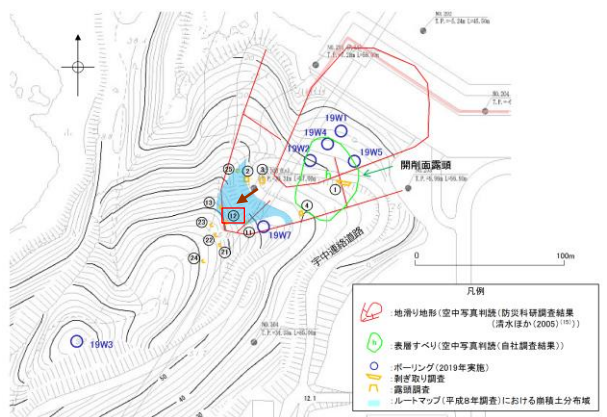 19W1
19W4
19W2
19W5
開削面露頭
h
㉕
②
③
①
④
⑬
⑫
㉓
⑪
19W7
㉒
㉑
㉔
宇中連絡道路
0
100m
19W3
50
12.1
凡例
:地滑り地形(空中写真判読(防災科研調査結果
(清水ほか(2005)(15)))
h
:表層すべり(空中写真判読(自社調査結果))
:ボーリング(2019年実施)
:剥ぎ取り調査
:露頭調査
:ルートマップ(平成8年調査)における崩積土分布域